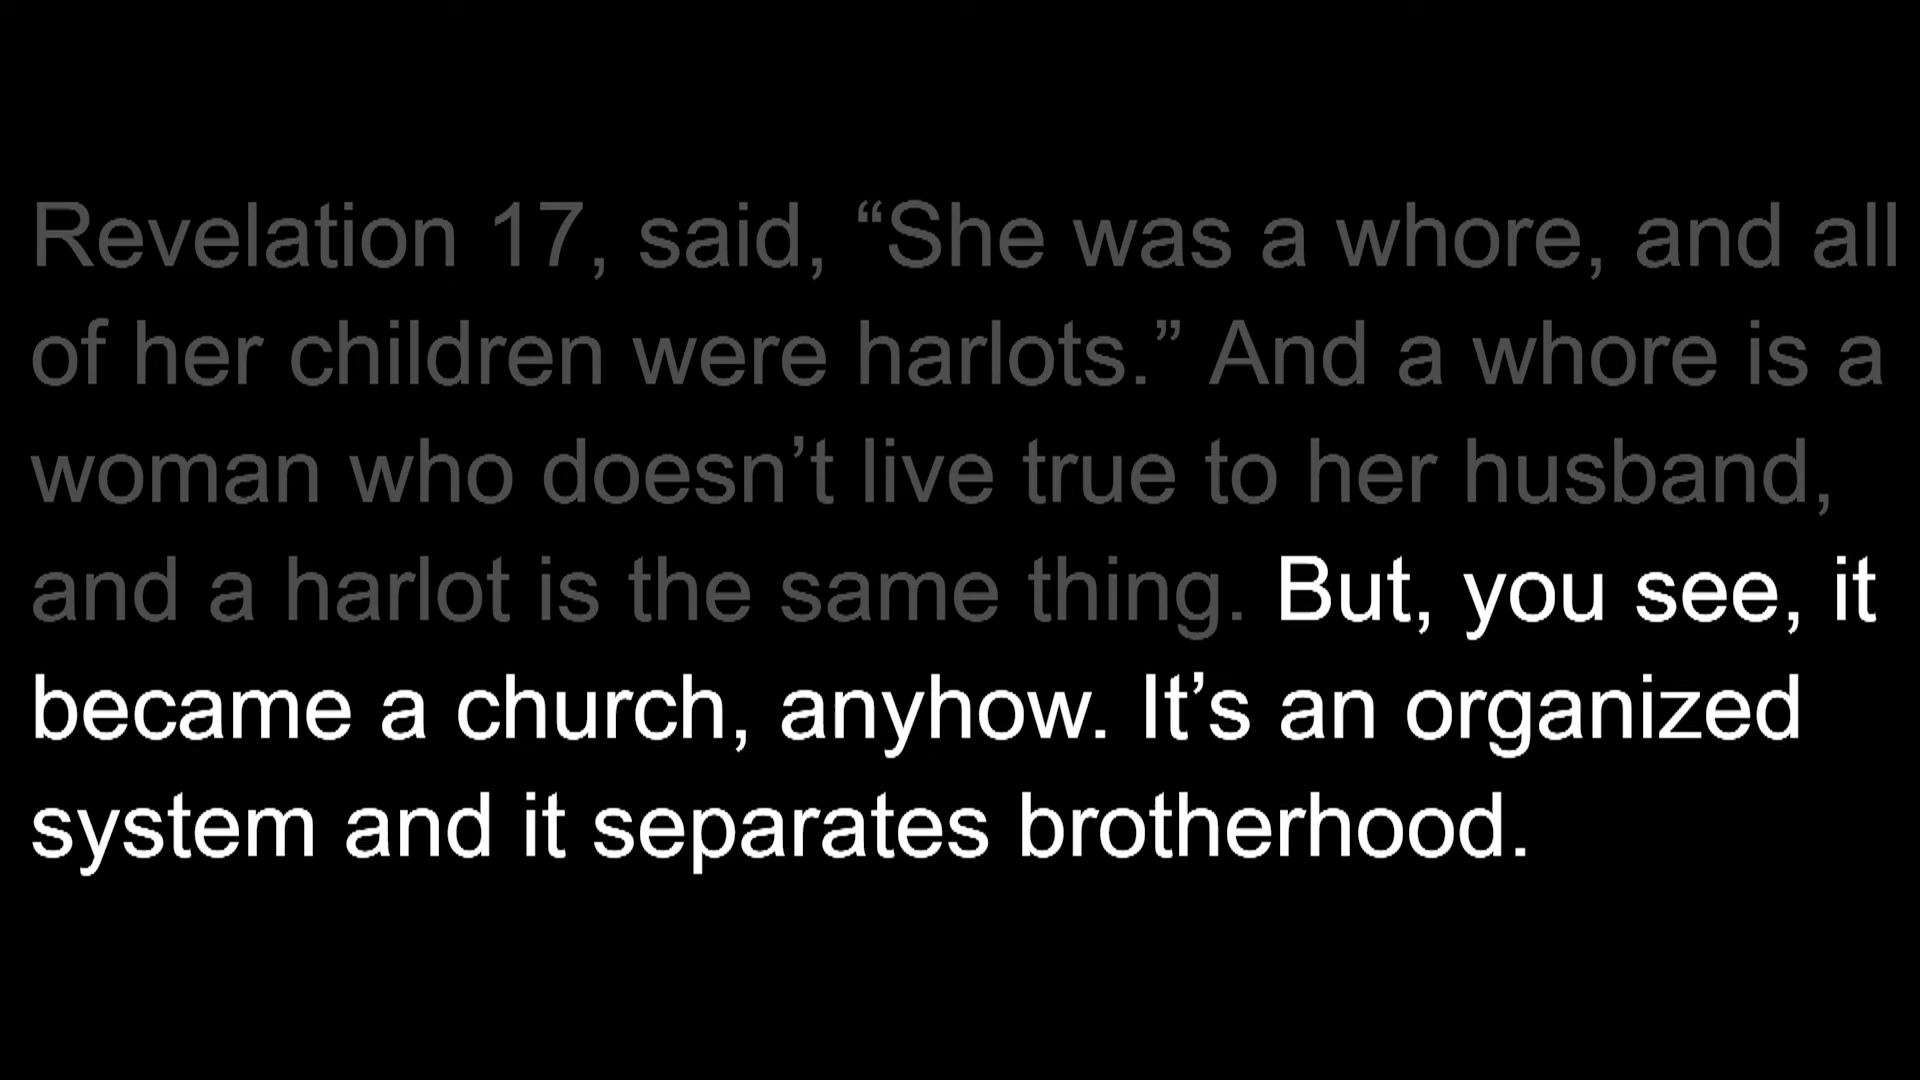 Revelation 17, said, “She was a whore, and all
of her children were harlots.” And a whore is a
woman who doesn’t live true to her husband,
and a harlot is the same thing. But, you see, it
became a church, anyhow. It’s an organized
system and it separates brotherhood.